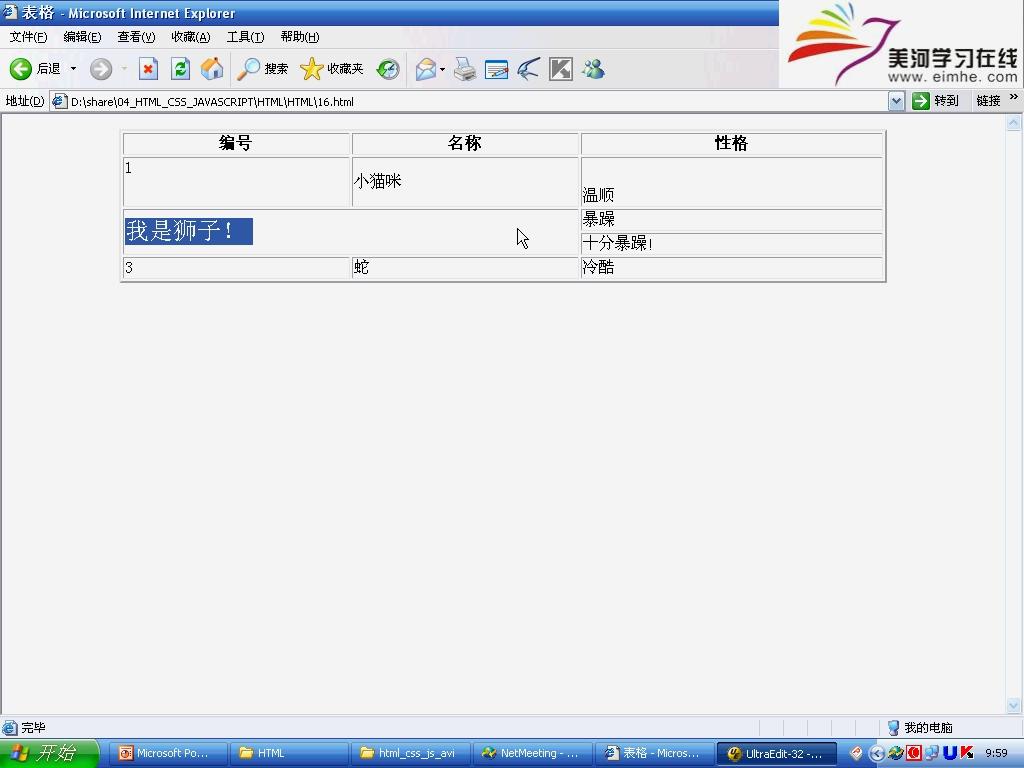 表格 - Microsoft Internet Explorer
文件(F) 编辑(E) 查看(V) 收藏(A) 工具(T) 帮助(H)
美河学习在线
www.eimhe.com
后退 搜索 收藏夹
地址(D) D:\share\04_HTML_CSS_JAVASCRIPT\HTML\HTML\16.html 转到 链接 »
编号 名称 性格
1 小猫咪 温顺
我是狮子！ 暴躁
十分暴躁!
3 蛇 冷酷
完毕 我的电脑
开始 Microsoft Po... HTML html_css_js_avi NetMeeting - ... 表格 - Micros... UltraEdit-32 -... 9:59